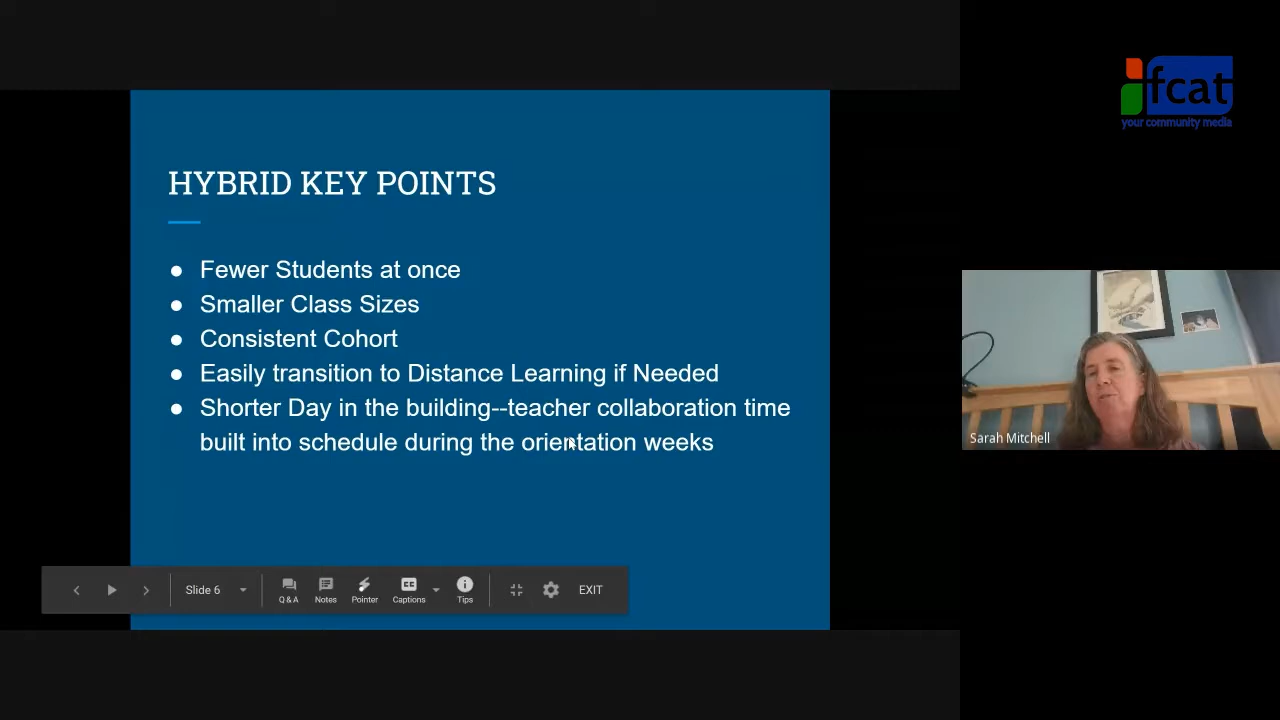 fcat
your community media
HYBRID KEY POINTS
● Fewer Students at once
● Smaller Class Sizes
● Consistent Cohort
● Easily transition to Distance Learning if Needed
● Shorter Day in the building--teacher collaboration time
built into schedule during the orientation weeks
Sarah Mitchell
Slide 6
Q&A
Notes
Pointer
Captions
Tips
EXIT